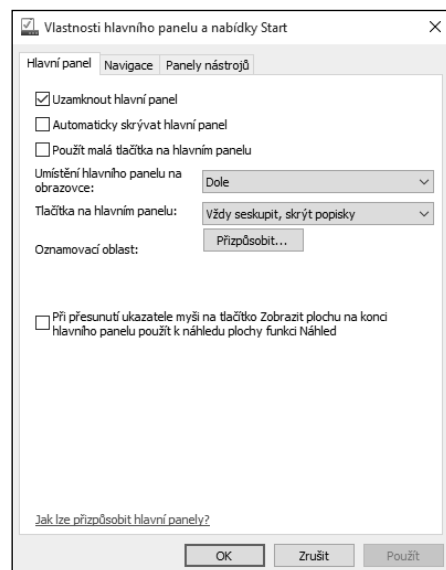 Vlastnosti hlavního panelu a nabídky Start
Hlavní panel Navigace Panely nástrojů
Uzamknout hlavní panel
Automaticky skrývat hlavní panel
Použít malá tlačítka na hlavním panelu
Umístění hlavního panelu na
obrazovce:
Dole
Tlačítka na hlavním panelu:
Vždy seskupit, skrýt popisky
Oznamovací oblast:
Přizpůsobit...
Při přesunutí ukazatele myši na tlačítko Zobrazit plochu na konci
hlavního panelu použít k náhledu plochy funkci Náhled
Jak lze přizpůsobit hlavní panely?
OK Zrušit Použít